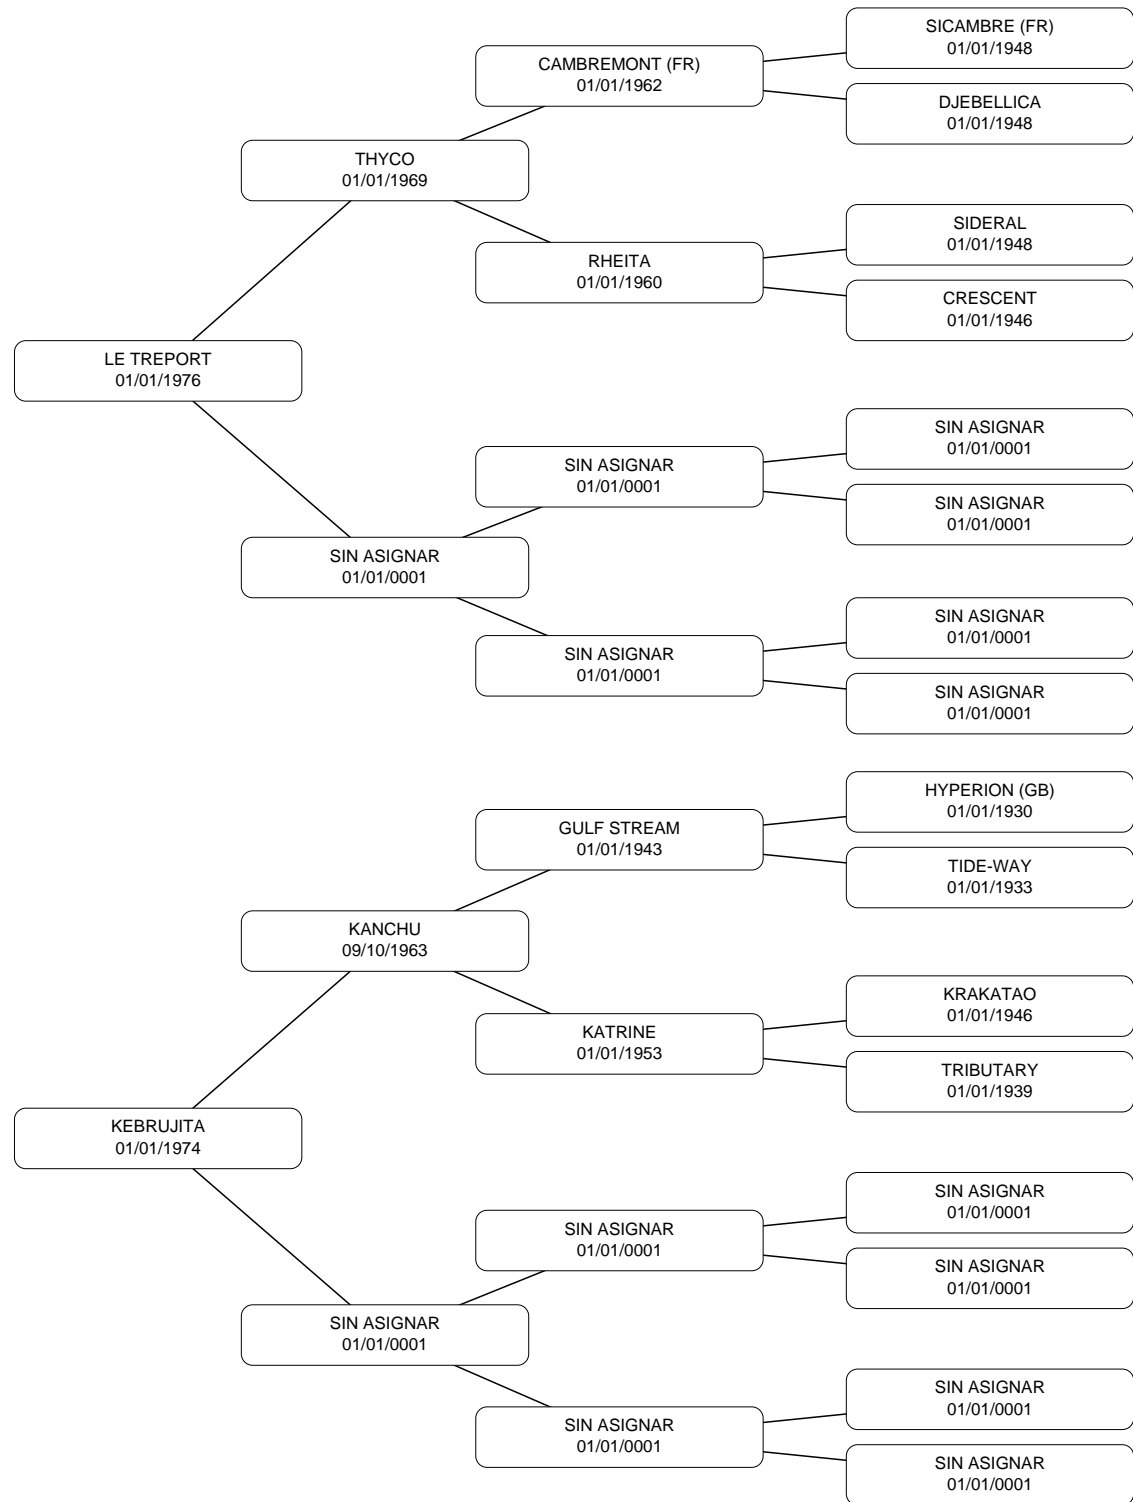 SICAMBRE (FR)
01/01/1948
CAMBREMONT (FR)
01/01/1962
DJEBELLICA
01/01/1948
THYCO
01/01/1969
SIDERAL
01/01/1948
RHEITA
01/01/1960
CRESCENT
01/01/1946
LE TREPORT
01/01/1976
SIN ASIGNAR
01/01/0001
SIN ASIGNAR
01/01/0001
SIN ASIGNAR
01/01/0001
SIN ASIGNAR
01/01/0001
SIN ASIGNAR
01/01/0001
SIN ASIGNAR
01/01/0001
SIN ASIGNAR
01/01/0001
HYPERION (GB)
01/01/1930
GULF STREAM
01/01/1943
TIDE-WAY
01/01/1933
KANCHU
09/10/1963
KRAKATAO
01/01/1946
KATRINE
01/01/1953
TRIBUTARY
01/01/1939
KEBRUJITA
01/01/1974
SIN ASIGNAR
01/01/0001
SIN ASIGNAR
01/01/0001
SIN ASIGNAR
01/01/0001
SIN ASIGNAR
01/01/0001
SIN ASIGNAR
01/01/0001
SIN ASIGNAR
01/01/0001
SIN ASIGNAR
01/01/0001